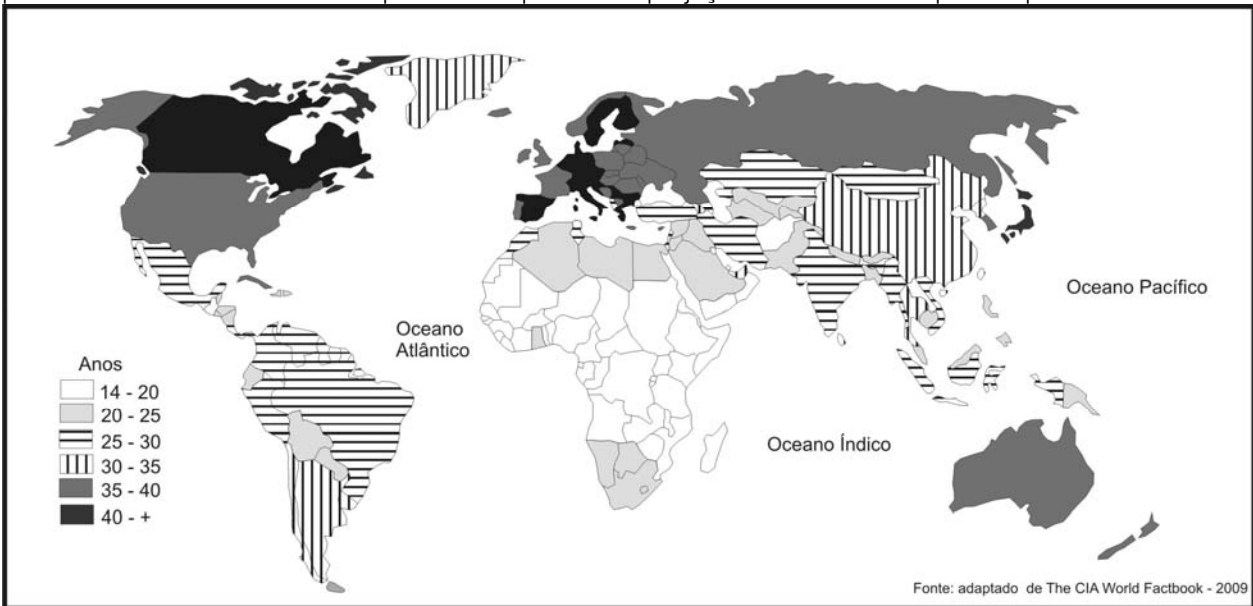 Oceano Pacífico
Oceano
Atlântico
Oceano Índico
Anos
14 - 20
20 - 25
25 - 30
30 - 35
35 - 40
40 - +
Fonte: adaptado de The CIA World Factbook - 2009